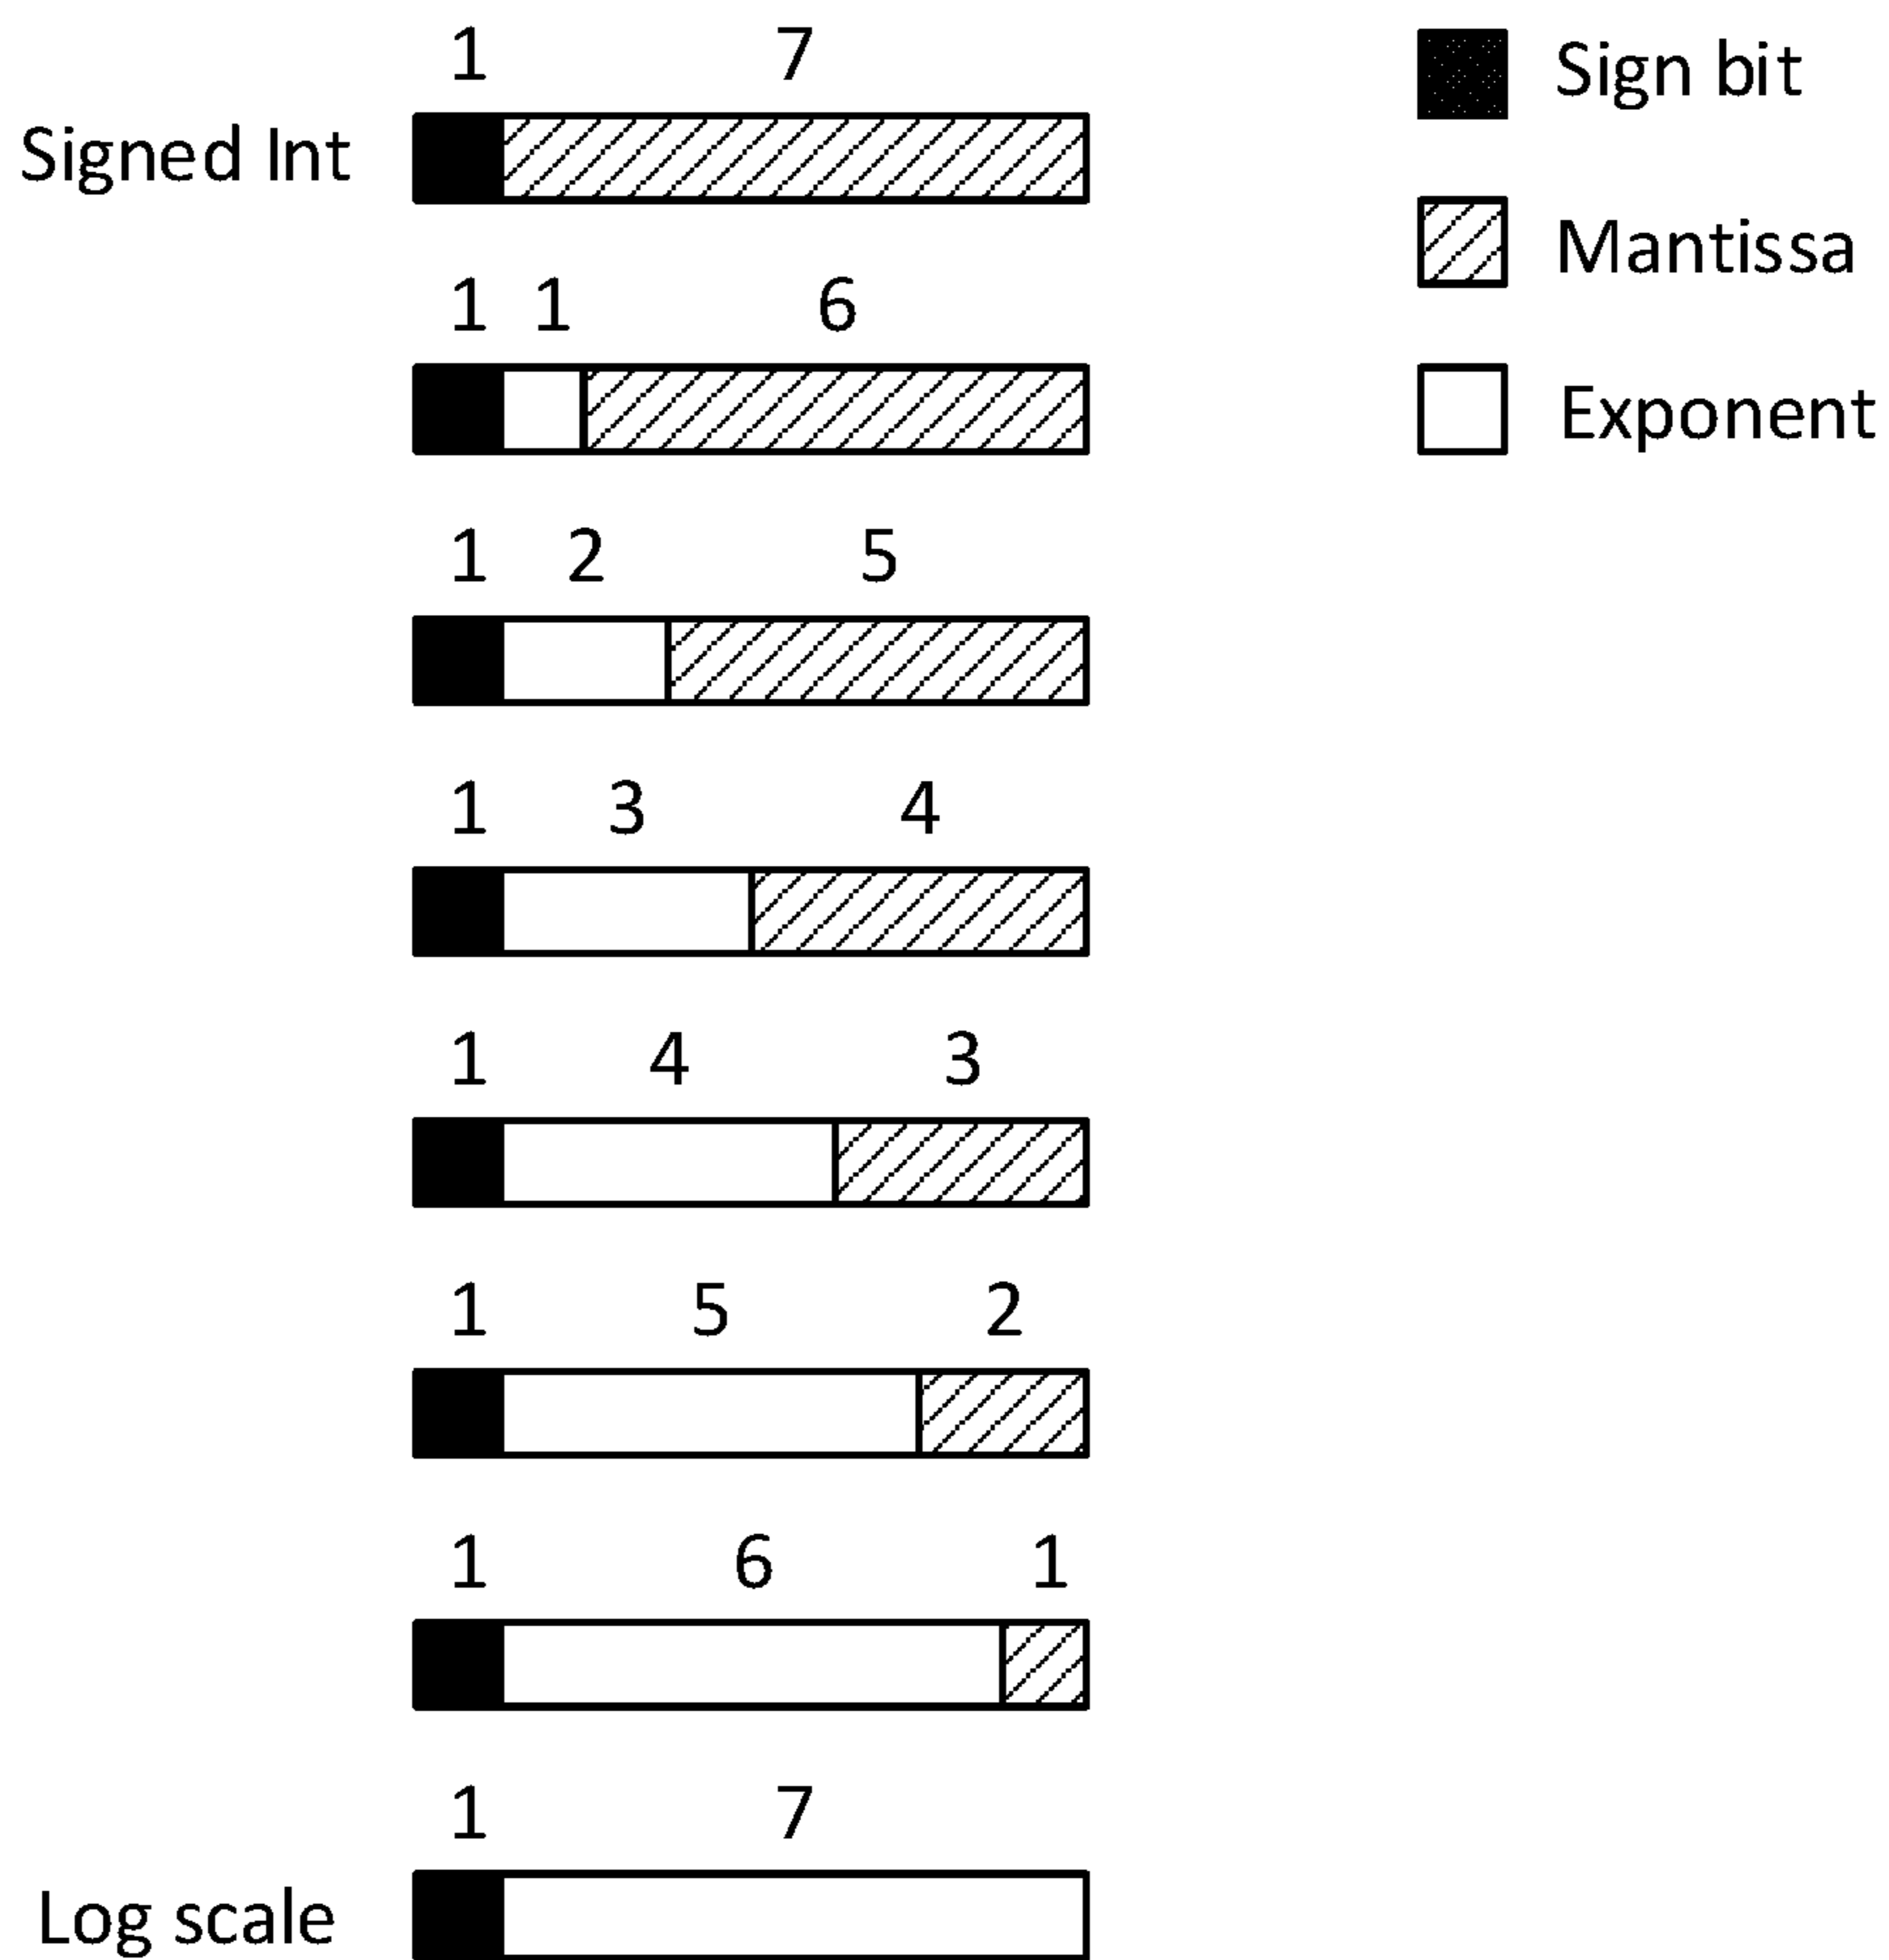 1 7
Signed Int
1 1 6
1 2 5
1 3 4
1 4 3
1 5 2
1 6 1
1 7
Log scale
Sign bit
Mantissa
Exponent